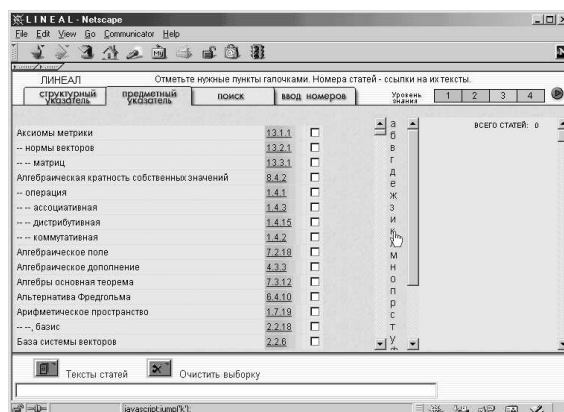 LINEAL - Netscape
File Edit View Go Communicator Help
ЛИНЕАЛ Отметьте нужные пункты галочками. Номера статей - ссылки на их тексты.
структурный указатель предметный указатель поиск ввод номеров Уровень знания 1 2 3 4
ВСЕГО СТАТЕЙ: 0
Аксиомы метрики 13.1.1
-- нормы векторов 13.2.1
-- -- матриц 13.3.1
Алгебраическая кратность собственных значений 8.4.2
-- операция 1.4.1
-- -- ассоциативная 1.4.3
-- -- дистрибутивная 1.4.15
-- -- коммутативная 1.4.2
Алгебраическое поле 7.2.18
Алгебраическое дополнение 4.3.3
Алгебры основная теорема 7.3.12
Альтернатива Фредгольма 6.4.10
Арифметическое пространство 1.7.19
-- --, базис 2.2.18
База системы векторов 2.2.6
а
б
в
г
д
е
ж
з
и
к
м
н
о
п
р
с
т
у
Тексты статей Очистить выборку
javascript:jump('k');